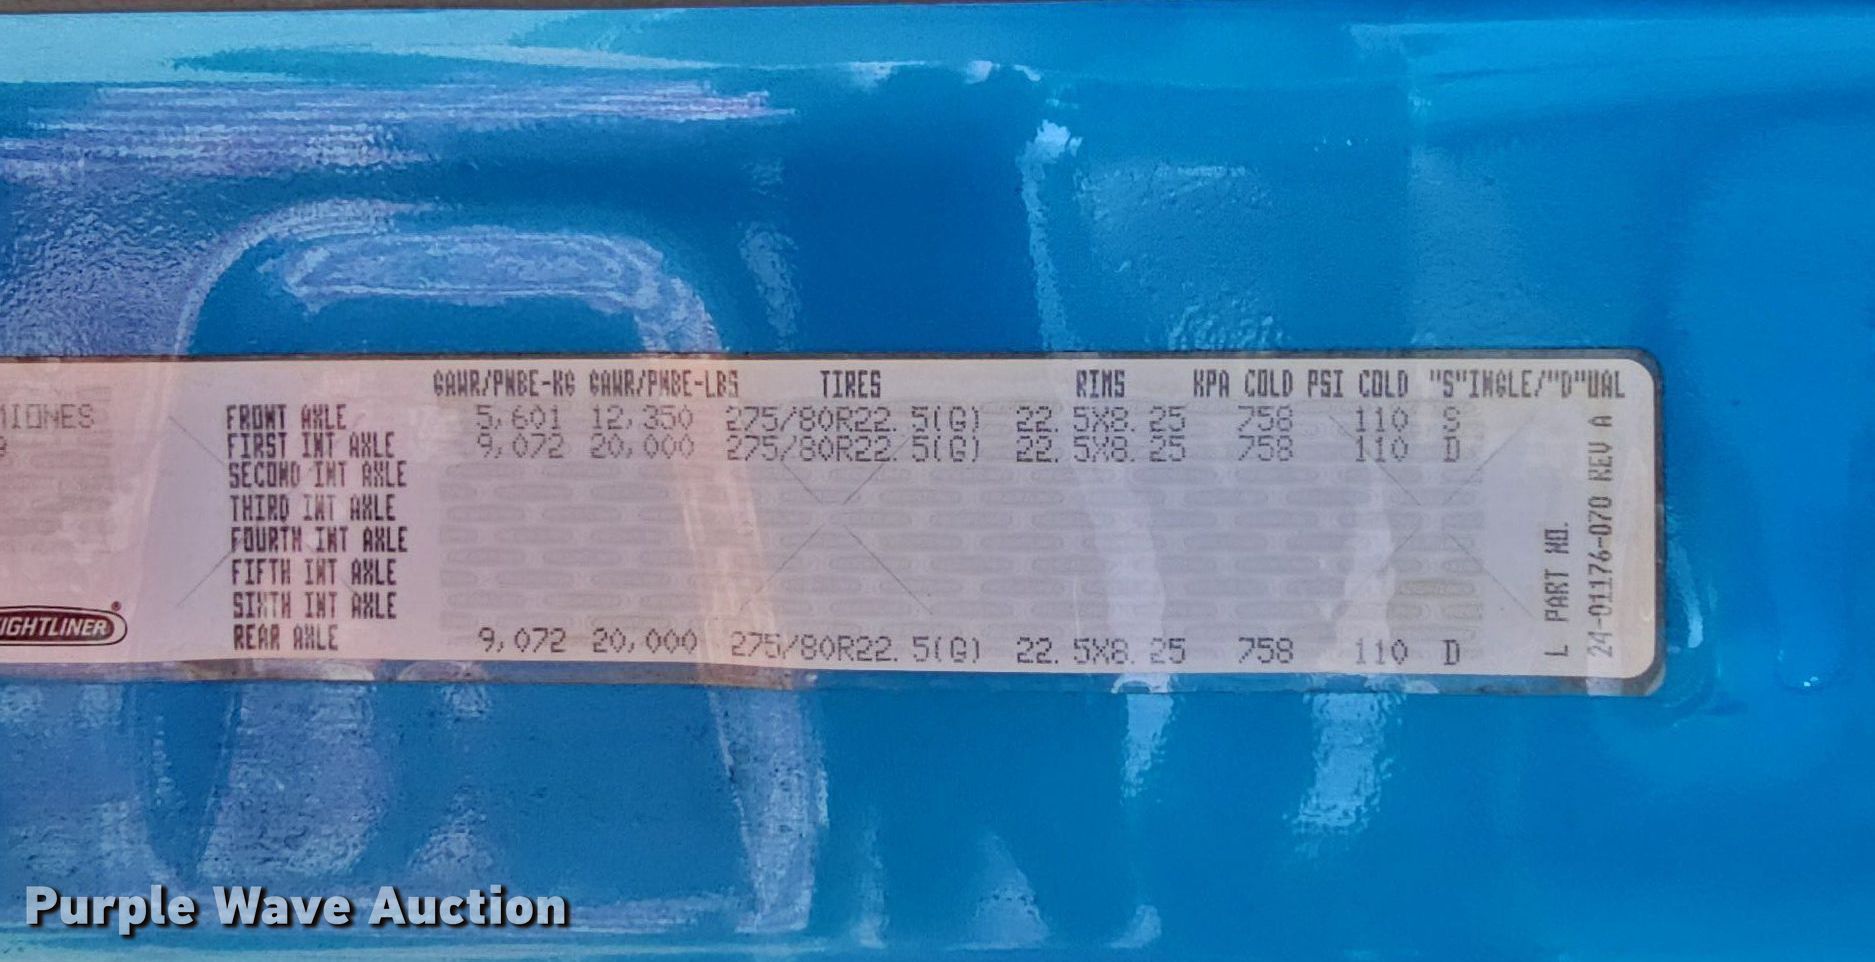 GAWR/PNBE-KG GAWR/PNBE-LBS TIRES RIMS KPA COLD PSI COLD "S"INGLE/"D"UAL
FRONT AXLE 5,601 12,350 275/80R22.5(G) 22.5X8.25 758 110 S
FIRST INT AXLE 9,072 20,000 275/80R22.5(G) 22.5X8.25 758 110 D
SECOND INT AXLE
THIRD INT AXLE
FOURTH INT AXLE
FIFTH INT AXLE
SIXTH INT AXLE
REAR AXLE 9,072 20,000 275/80R22.5(G) 22.5X8.25 758 110 D
MIONES
9
IGHTLINER®
L PART NO.
24-01176-070 REV A
Purple Wave Auction